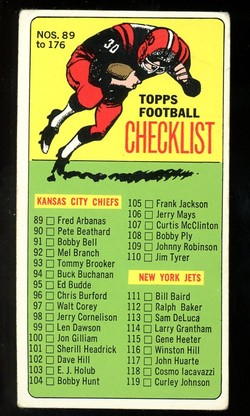 NOS. 89
to 176
30
TOPPS
FOOTBALL
CHECKLIST
KANSAS CITY CHIEFS
89 Fred Arbanas
90 Pete Beathard
91 Bobby Bell
92 Mel Branch
93 Tommy Brooker
94 Buck Buchanan
95 Ed Budde
96 Chris Burford
97 Walt Corey
98 Jerry Cornelison
99 Len Dawson
100 Jon Gilliam
101 Sherill Headrick
102 Dave Hill
103 E. J. Holub
104 Bobby Hunt
105 Frank Jackson
106 Jerry Mays
107 Curtis McClinton
108 Bobby Ply
109 Johnny Robinson
110 Jim Tyrer
NEW YORK JETS
111 Bill Baird
112 Ralph Baker
113 Sam DeLuca
114 Larry Grantham
115 Gene Heeter
116 Winston Hill
117 John Huarte
118 Cosmo Iacavazzi
119 Curley Johnson